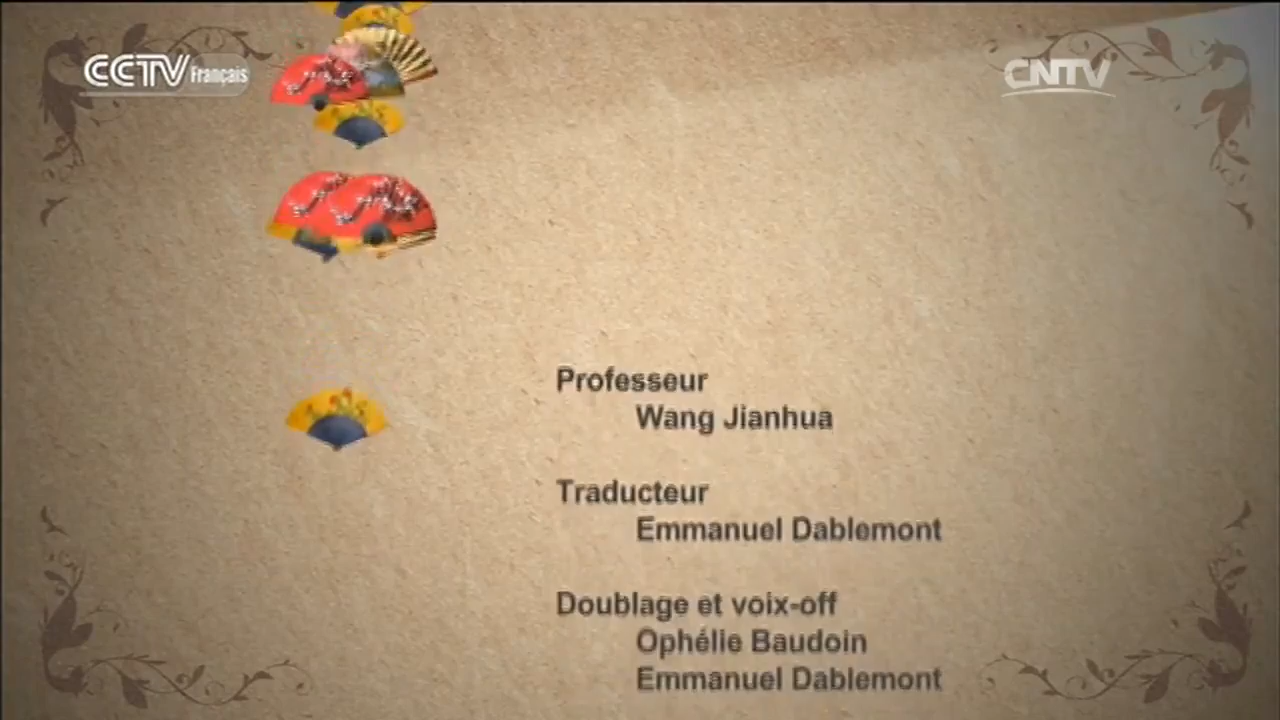 CCTV Français
CNTV
Professeur
Wang Jianhua
Traducteur
Emmanuel Dablemont
Doublage et voix-off
Ophélie Baudoin
Emmanuel Dablemont